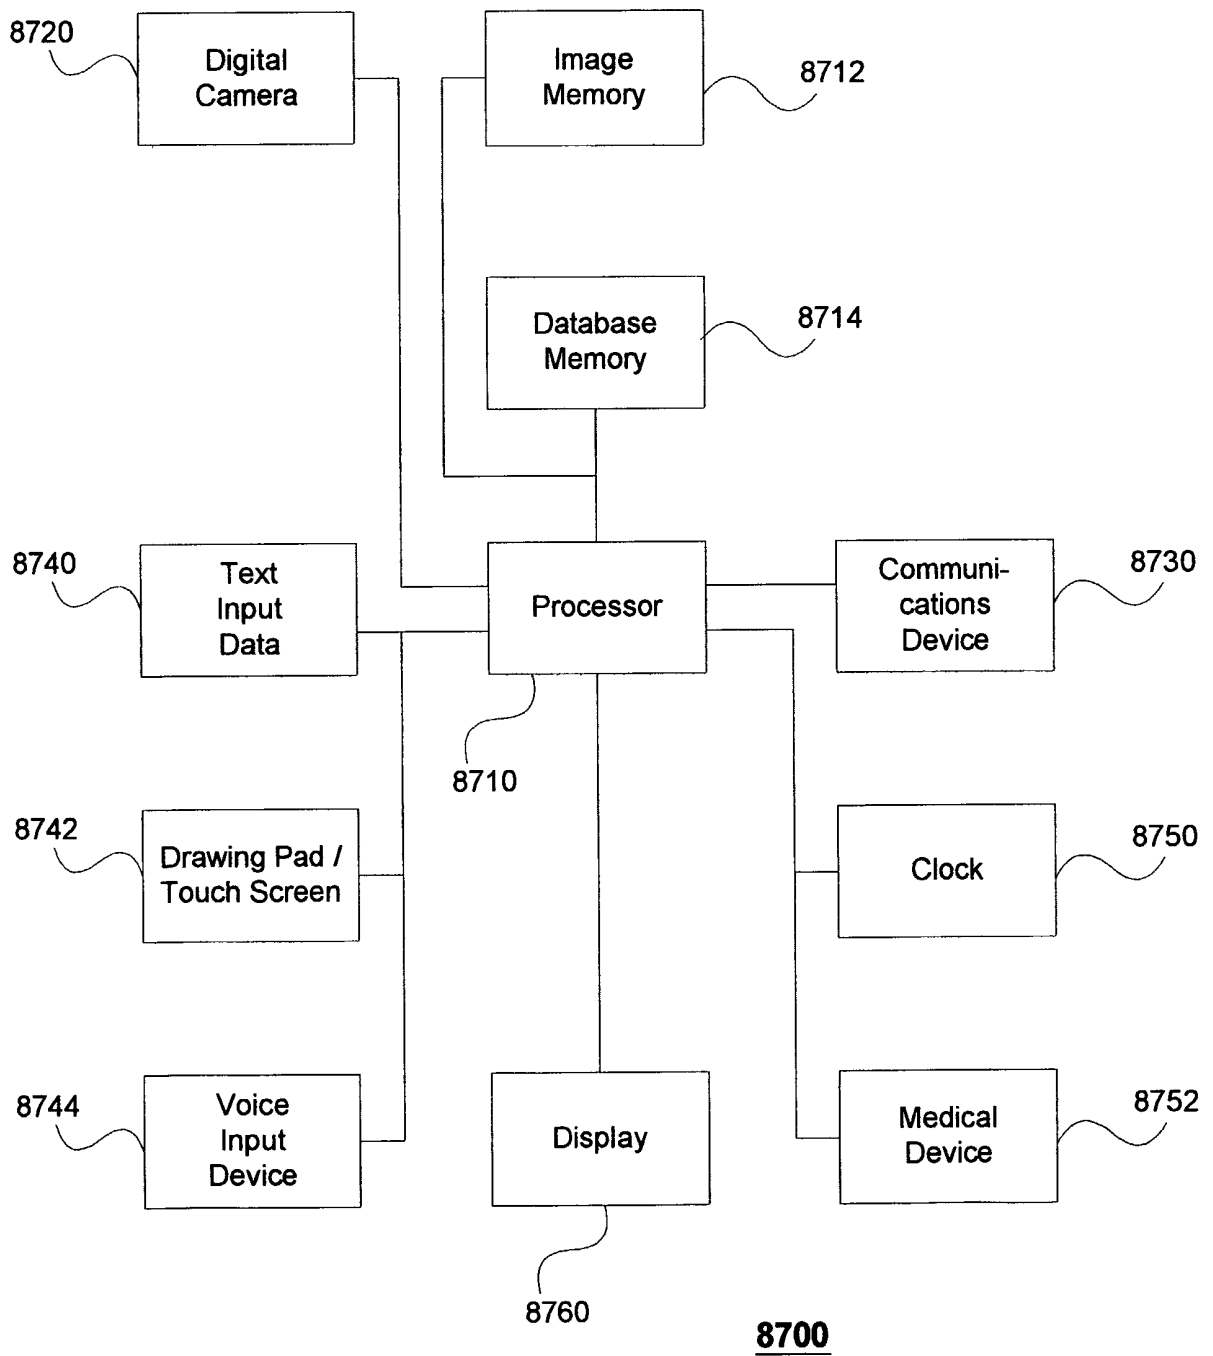 8720
Digital
Camera
Image
Memory
8712
Database
Memory
8714
8740
Text
Input
Data
Processor
8710
Communi-
cations
Device
8730
8742
Drawing Pad /
Touch Screen
Clock
8750
8744
Voice
Input
Device
Display
8760
Medical
Device
8752
8700